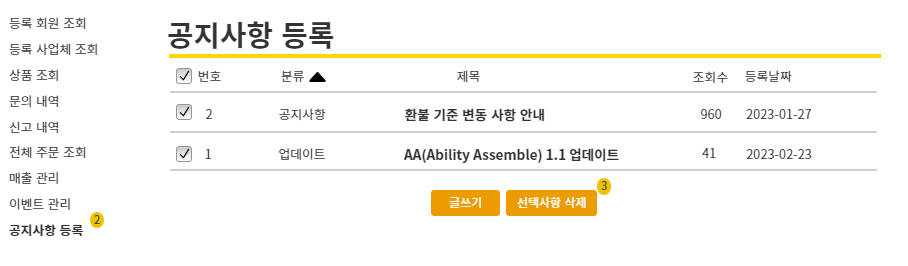 등록 회원 조회
등록 사업체 조회
상품 조회
문의 내역
신고 내역
전체 주문 조회
매출 관리
이벤트 관리
공지사항 등록 2
공지사항 등록
번호 분류 제목 조회수 등록날짜
2 공지사항 환불 기준 변동 사항 안내 960 2023-01-27
1 업데이트 AA(Ability Assemble) 1.1 업데이트 41 2023-02-23
글쓰기 선택사항 삭제 3